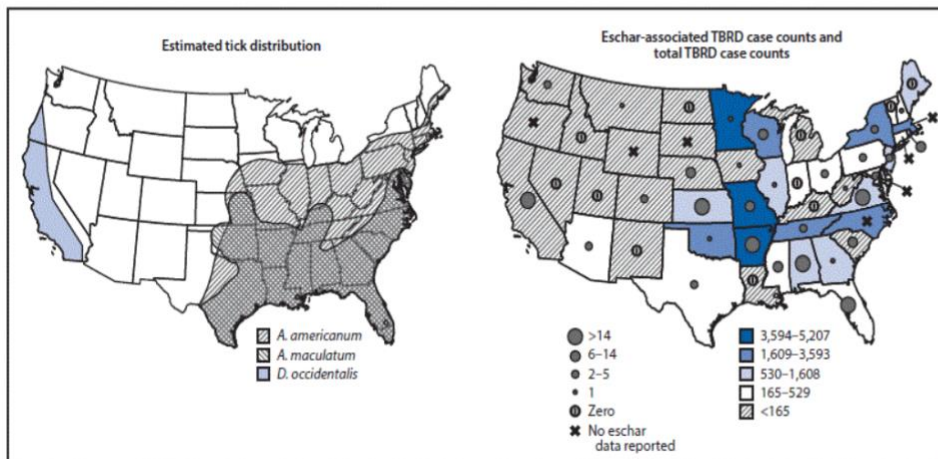 Estimated tick distribution
A. americanum
A. maculatum
D. occidentalis
Eschar-associated TBRD case counts and
total TBRD case counts
>14
6–14
2–5
1
Zero
No eschar
data reported
3,594–5,207
1,609–3,593
530–1,608
165–529
<165